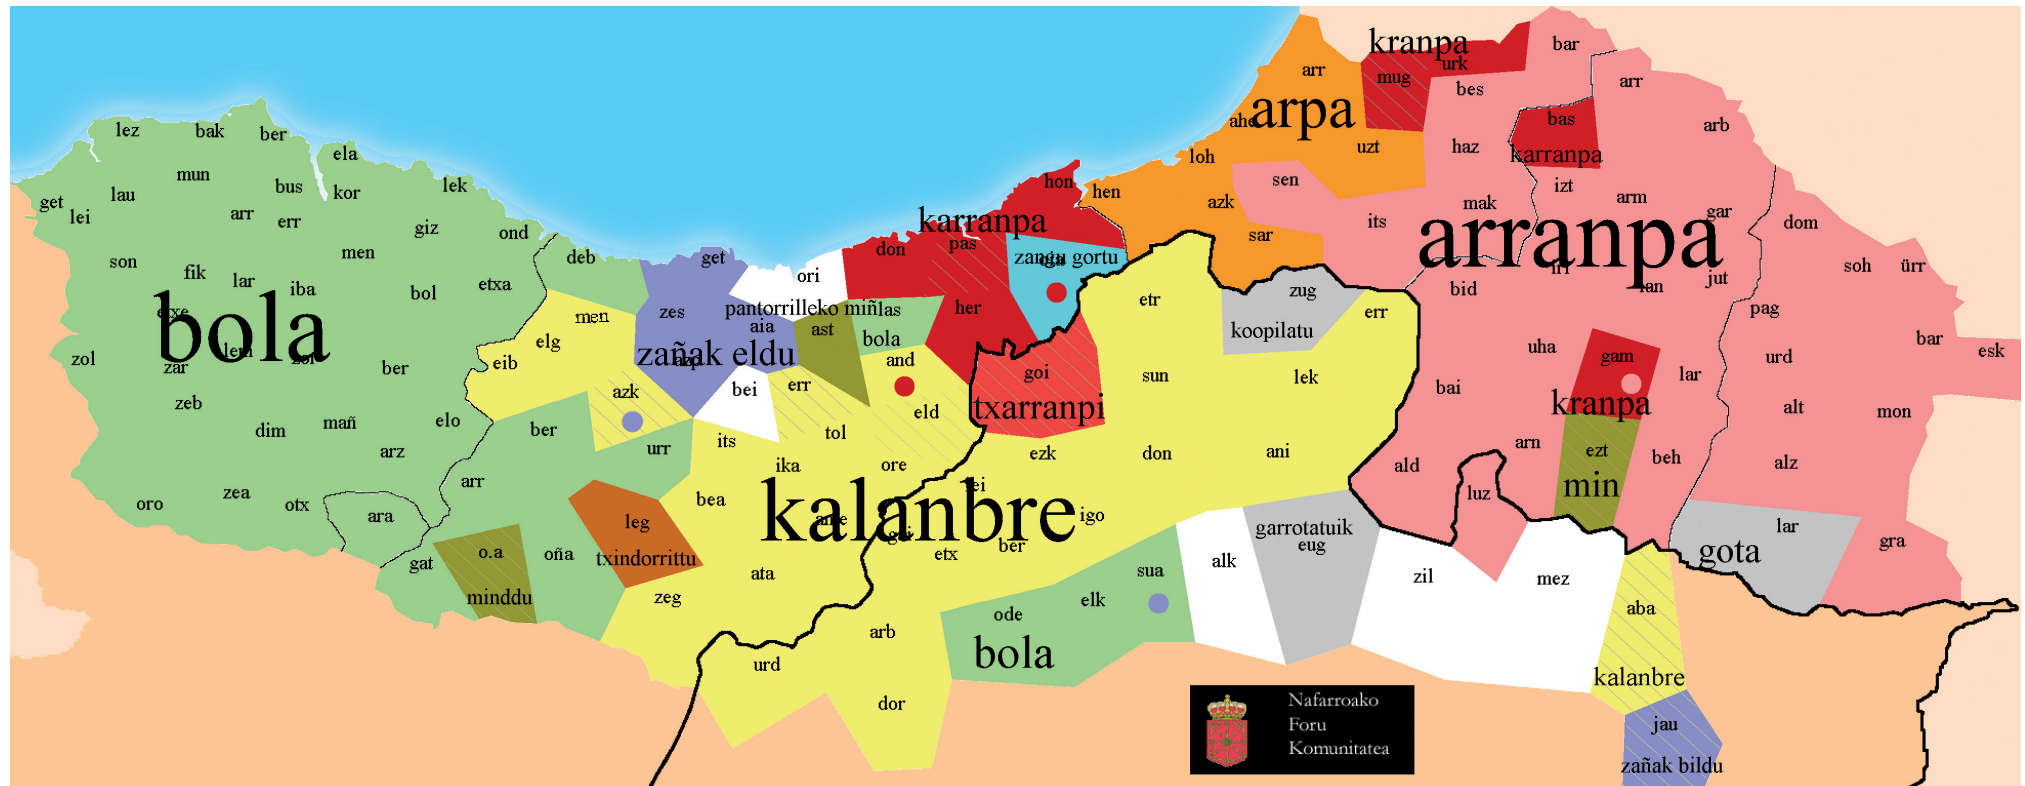 kranpa
bar
arr
mug
urk
arr
bes
arpa
ahe
bas
arb
lez
bak
ber
uzt
haz
karranpa
ela
loh
mun
sen
izt
lau
bus
kor
lek
hon
hen
azk
mak
arm
get
lei
arr
err
giz
karranpa
its
arranpa
gar
dom
ond
sar
men
deb
get
don
pas
zangu gortu
son
fik
lar
iba
bol
etxa
ori
bid
jut
soh
ürr
etxe
bola
men
zes
pantorrilleko miñ
las
her
etr
zug
koopilatu
err
pag
elg
aia
ast
bola
zol
zar
ber
eib
zañak eldu
and
goi
sun
lek
uha
gam
lar
urd
bar
esk
zeb
azk
bei
err
eld
txarranpi
bai
kranpa
alt
mon
dim
mañ
elo
ber
its
tol
arz
urr
ika
ore
ezk
don
ani
ald
arn
ezt
beh
alz
oro
zea
otx
ara
arr
bea
kalanbre
igo
luz
min
leg
garrotatuik
eug
lar
gota
gra
gat
o.a
oña
txindorrittu
ata
etx
ber
sua
alk
zil
mez
minddu
zeg
ode
elk
aba
arb
bola
urd
kalanbre
dor
Nafarroako
Foru
Komunitatea
jau
zañak bildu